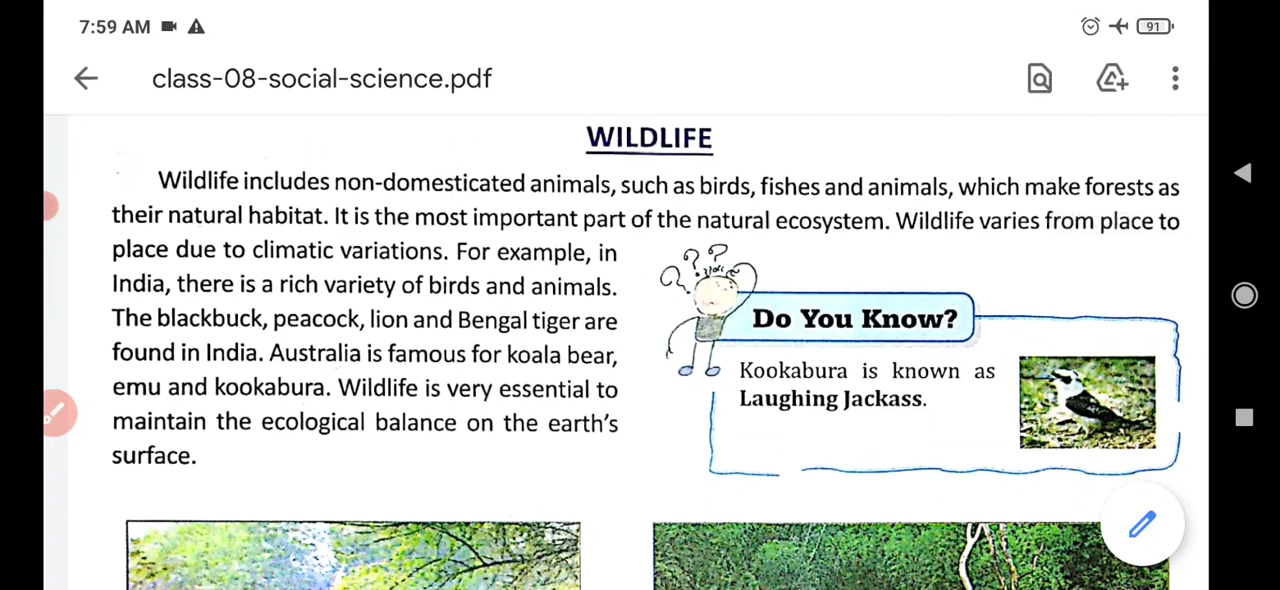 7:59 AM
91
class-08-social-science.pdf
WILDLIFE
Wildlife includes non-domesticated animals, such as birds, fishes and animals, which make forests as
their natural habitat. It is the most important part of the natural ecosystem. Wildlife varies from place to
place due to climatic variations. For example, in
India, there is a rich variety of birds and animals.
The blackbuck, peacock, lion and Bengal tiger are
found in India. Australia is famous for koala bear,
emu and kookabura. Wildlife is very essential to
maintain the ecological balance on the earth's
surface.
? ? ?
Do You Know?
Kookabura is known as
Laughing Jackass.